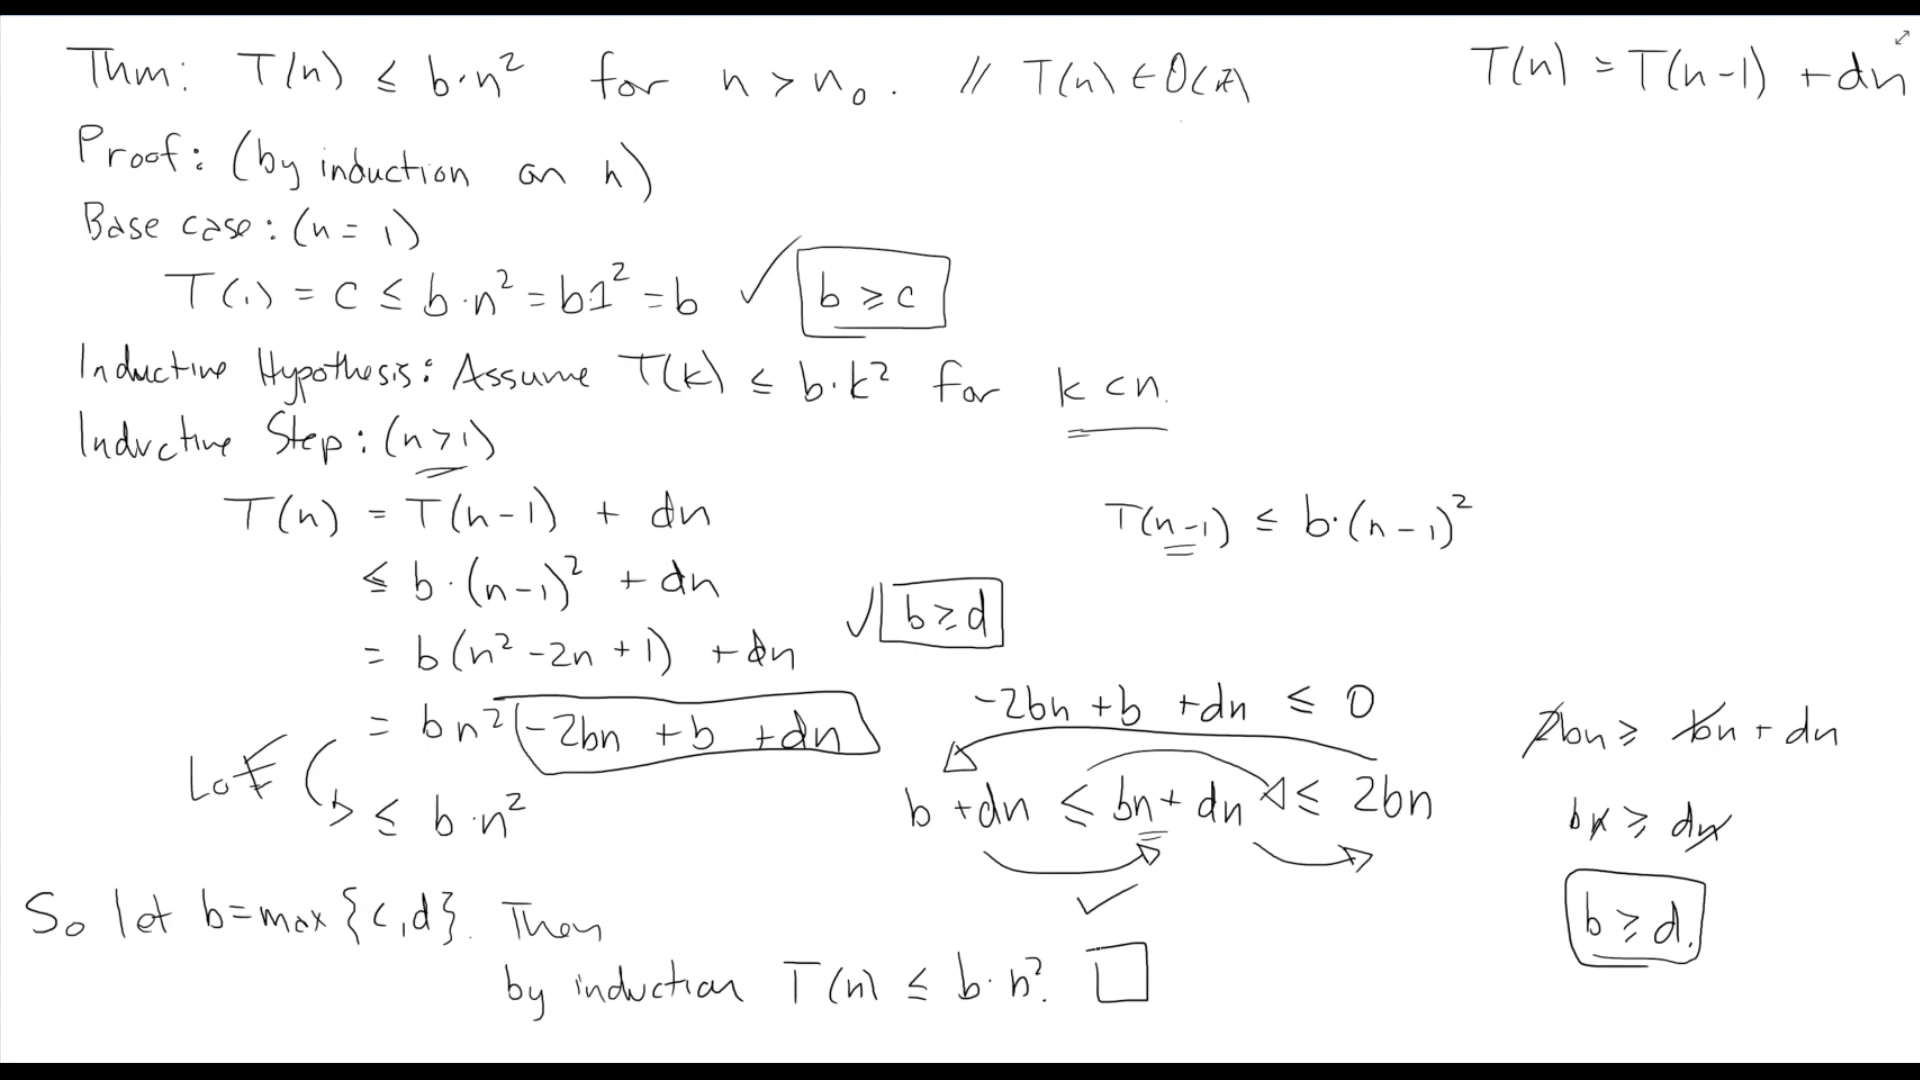 Thm: T(n) ≤ b·n² for n > n₀. // T(n) ∈ O(n²)
T(n) = T(n-1) + dn
Proof: (by induction on n)
Base case: (n = 1)
T(1) = c ≤ b·n² = b·1² = b ✓ b ≥ c
Inductive Hypothesis: Assume T(k) ≤ b·k² for k < n.
Inductive Step: (n > 1)
T(n) = T(n-1) + dn
T(n-1) ≤ b·(n-1)²
≤ b·(n-1)² + dn
= b(n² -2n + 1) + dn
✓ b ≥ d
= bn² -2bn + b + dn
≤ b·n²
-2bn + b + dn ≤ 0
b + dn ≤ bn + dn ≤ 2bn
✓
2bn ≥ bn + dn
bn ≥ dn
b ≥ d.
So let b = max {c, d}. Then
by induction T(n) ≤ b·n². □